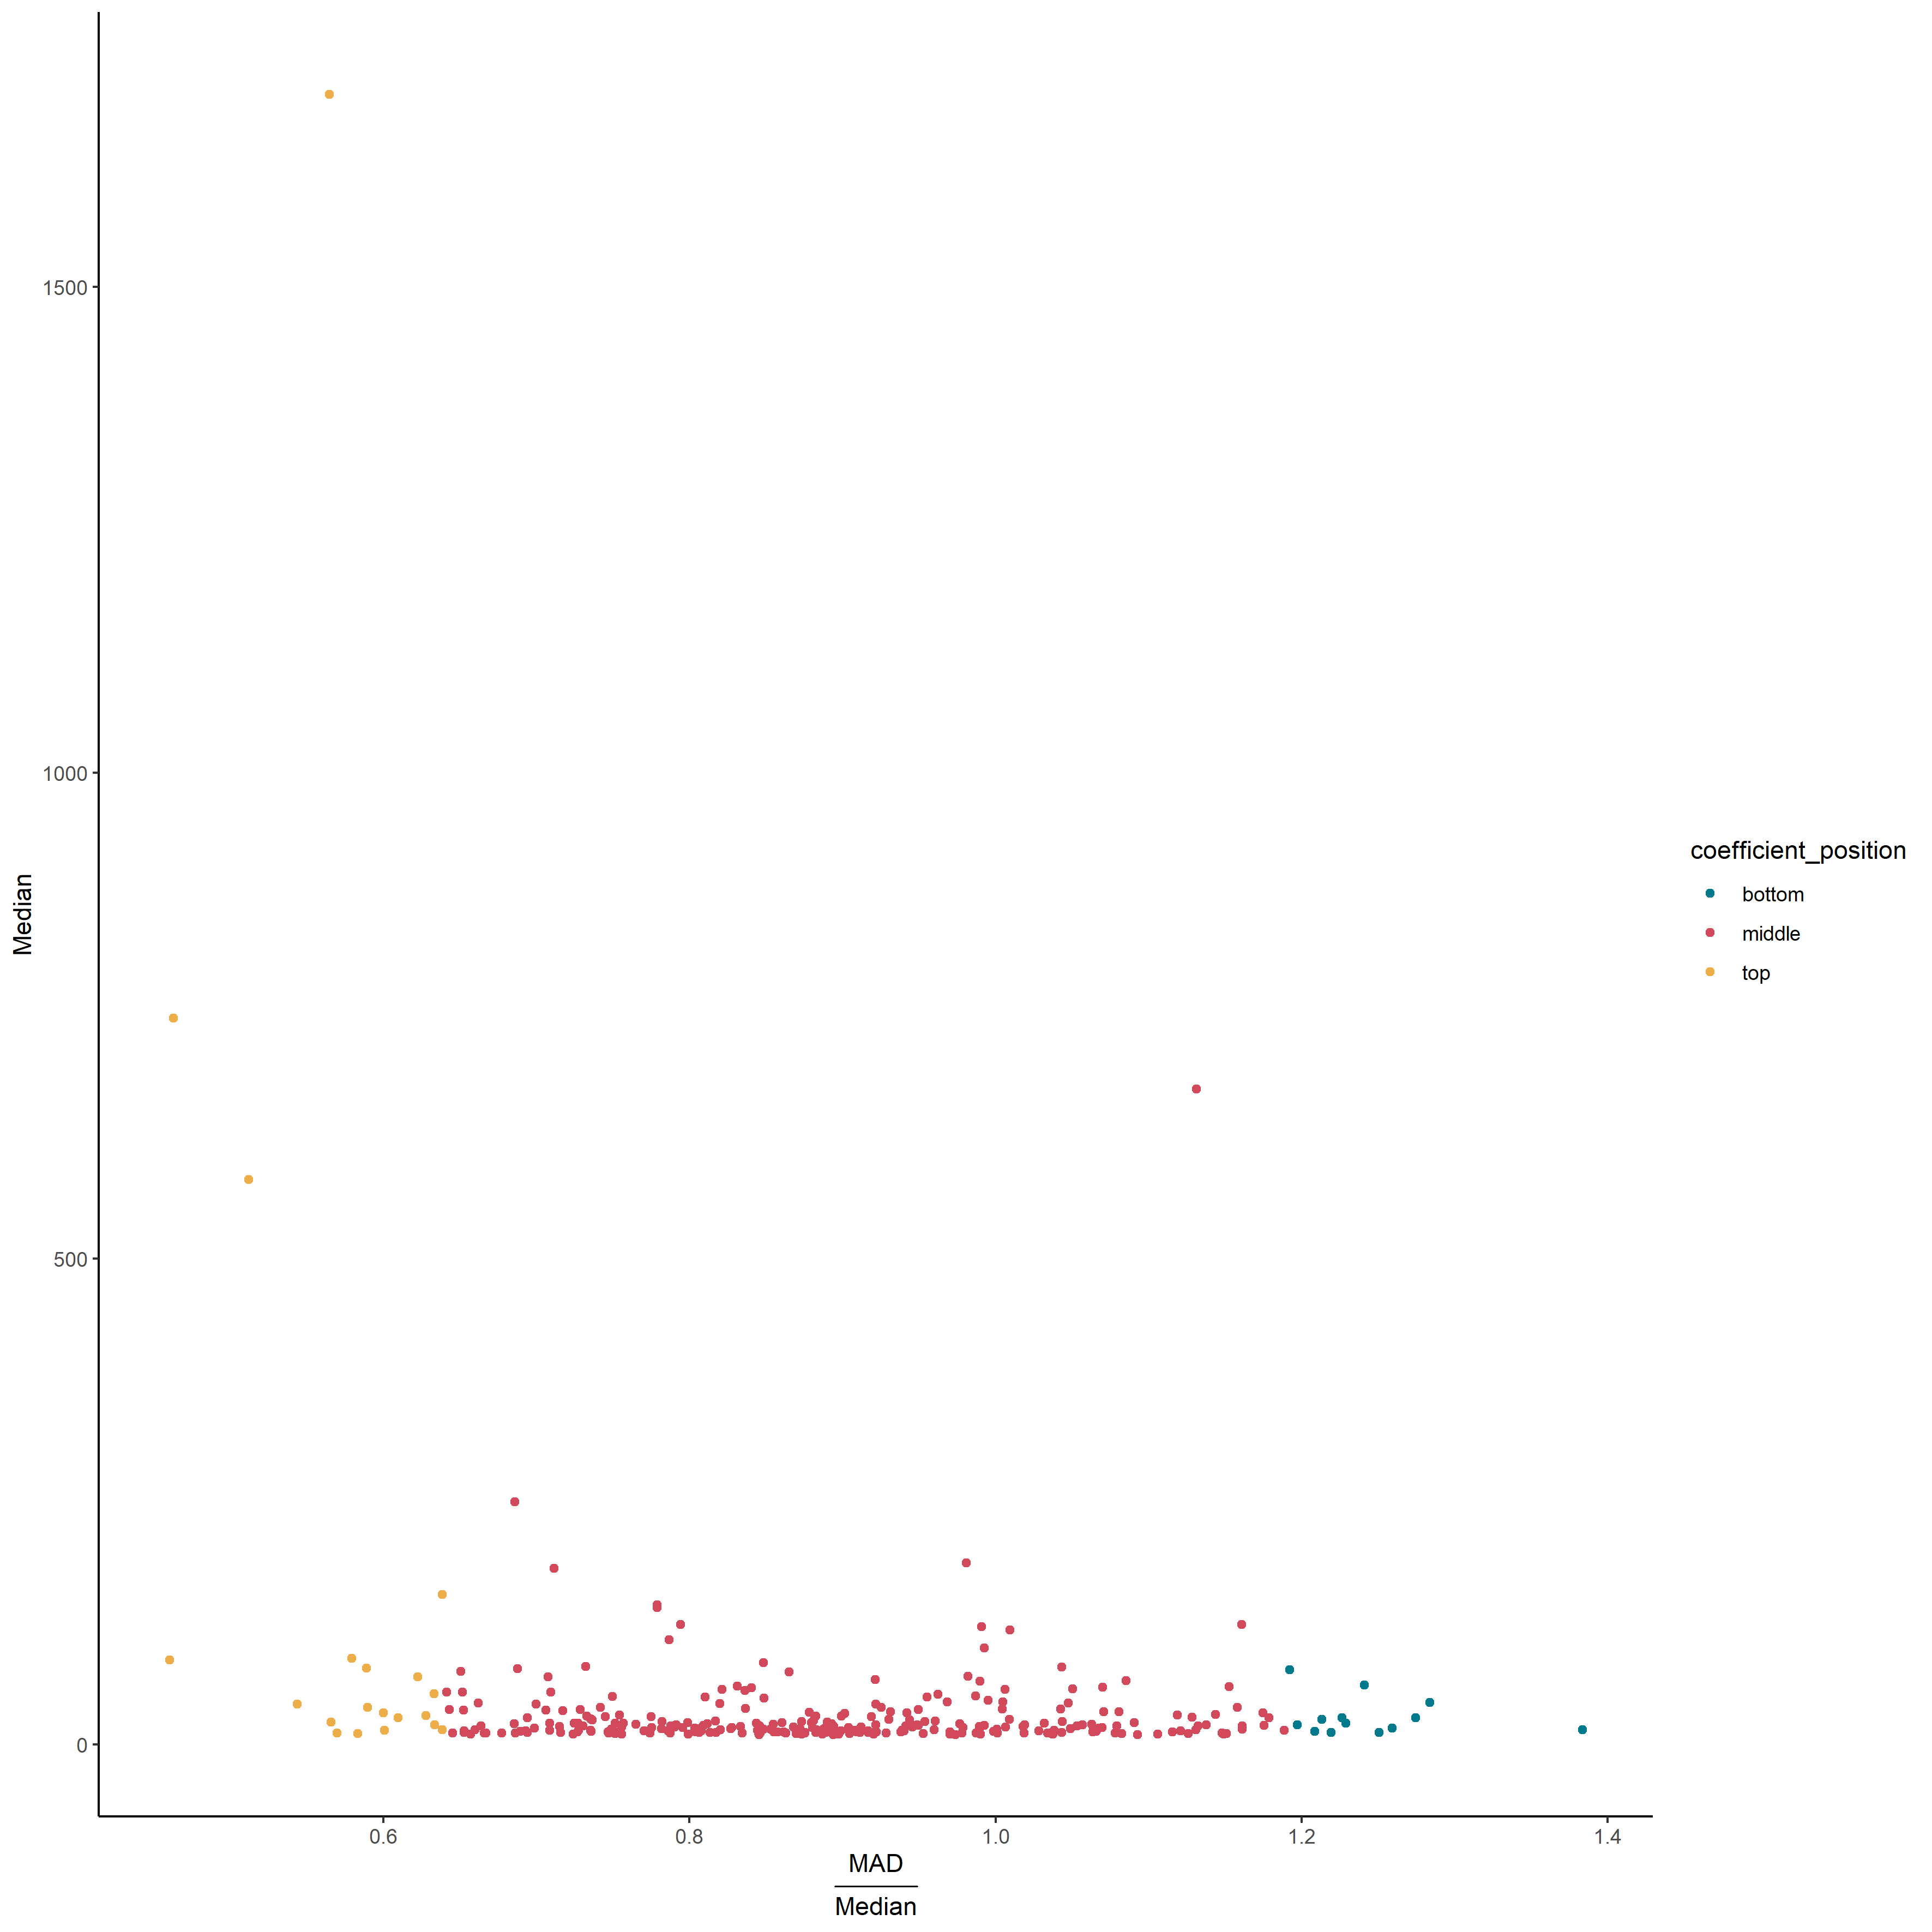 1500
1000
500
0
Median
0.6
0.8
1.0
1.2
1.4
MAD
Median
coefficient_position
bottom
middle
top